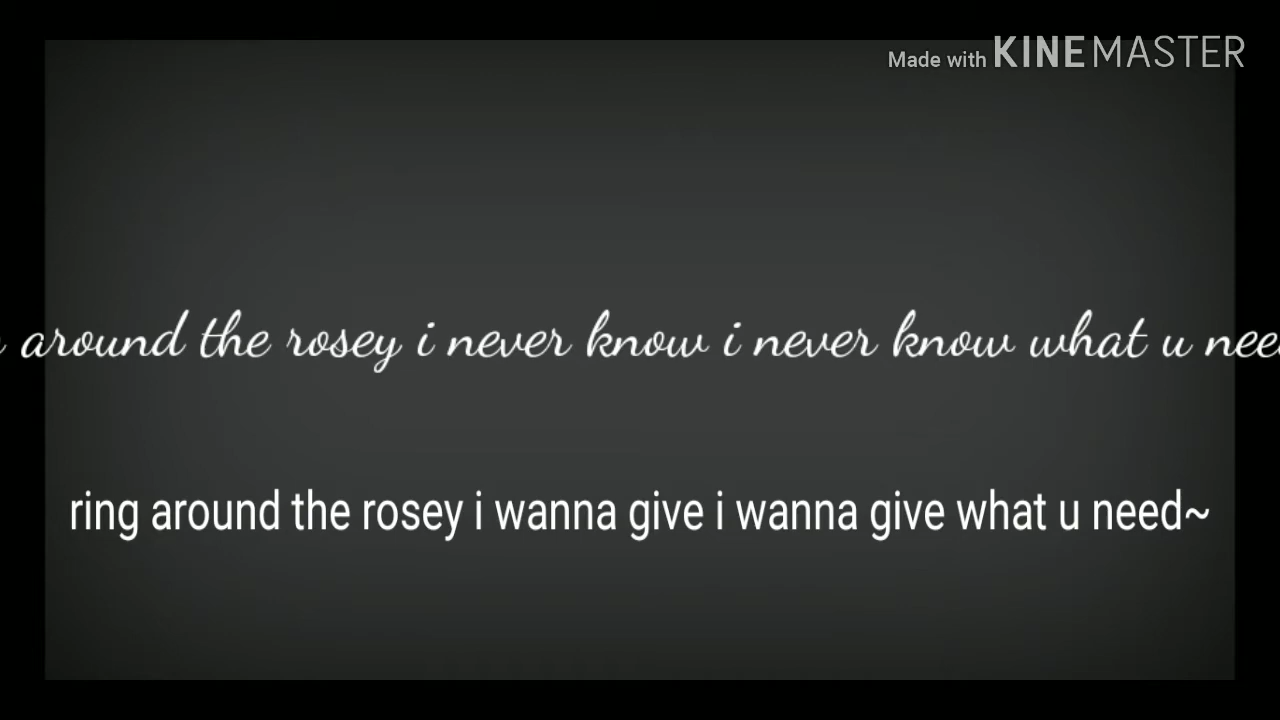 Made with KINEMASTER
around the rosey i never know i never know what u
ring around the rosey i wanna give i wanna give what u need~